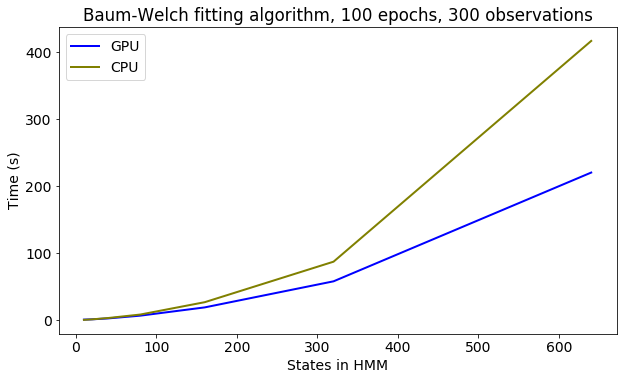 Baum-Welch fitting algorithm, 100 epochs, 300 observations
GPU
CPU
400
300
200
100
0
Time (s)
0 100 200 300 400 500 600
States in HMM